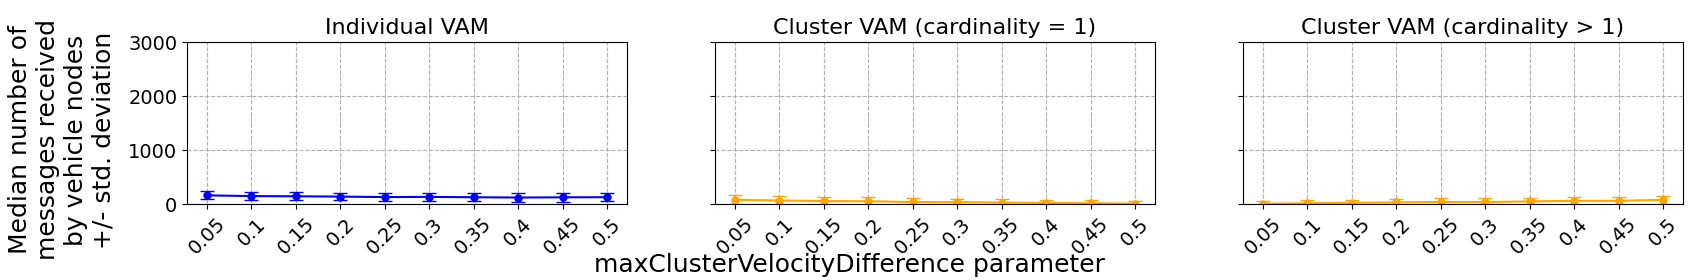 Median number of
messages received
by vehicle nodes
+/- std. deviation
Individual VAM
3000
2000
1000
0
0.05 0.1 0.15 0.2 0.25 0.3 0.35 0.4 0.45 0.5
Cluster VAM (cardinality = 1)
0.05 0.1 0.15 0.2 0.25 0.3 0.35 0.4 0.45 0.5
Cluster VAM (cardinality > 1)
0.05 0.1 0.15 0.2 0.25 0.3 0.35 0.4 0.45 0.5
maxClusterVelocityDifference parameter